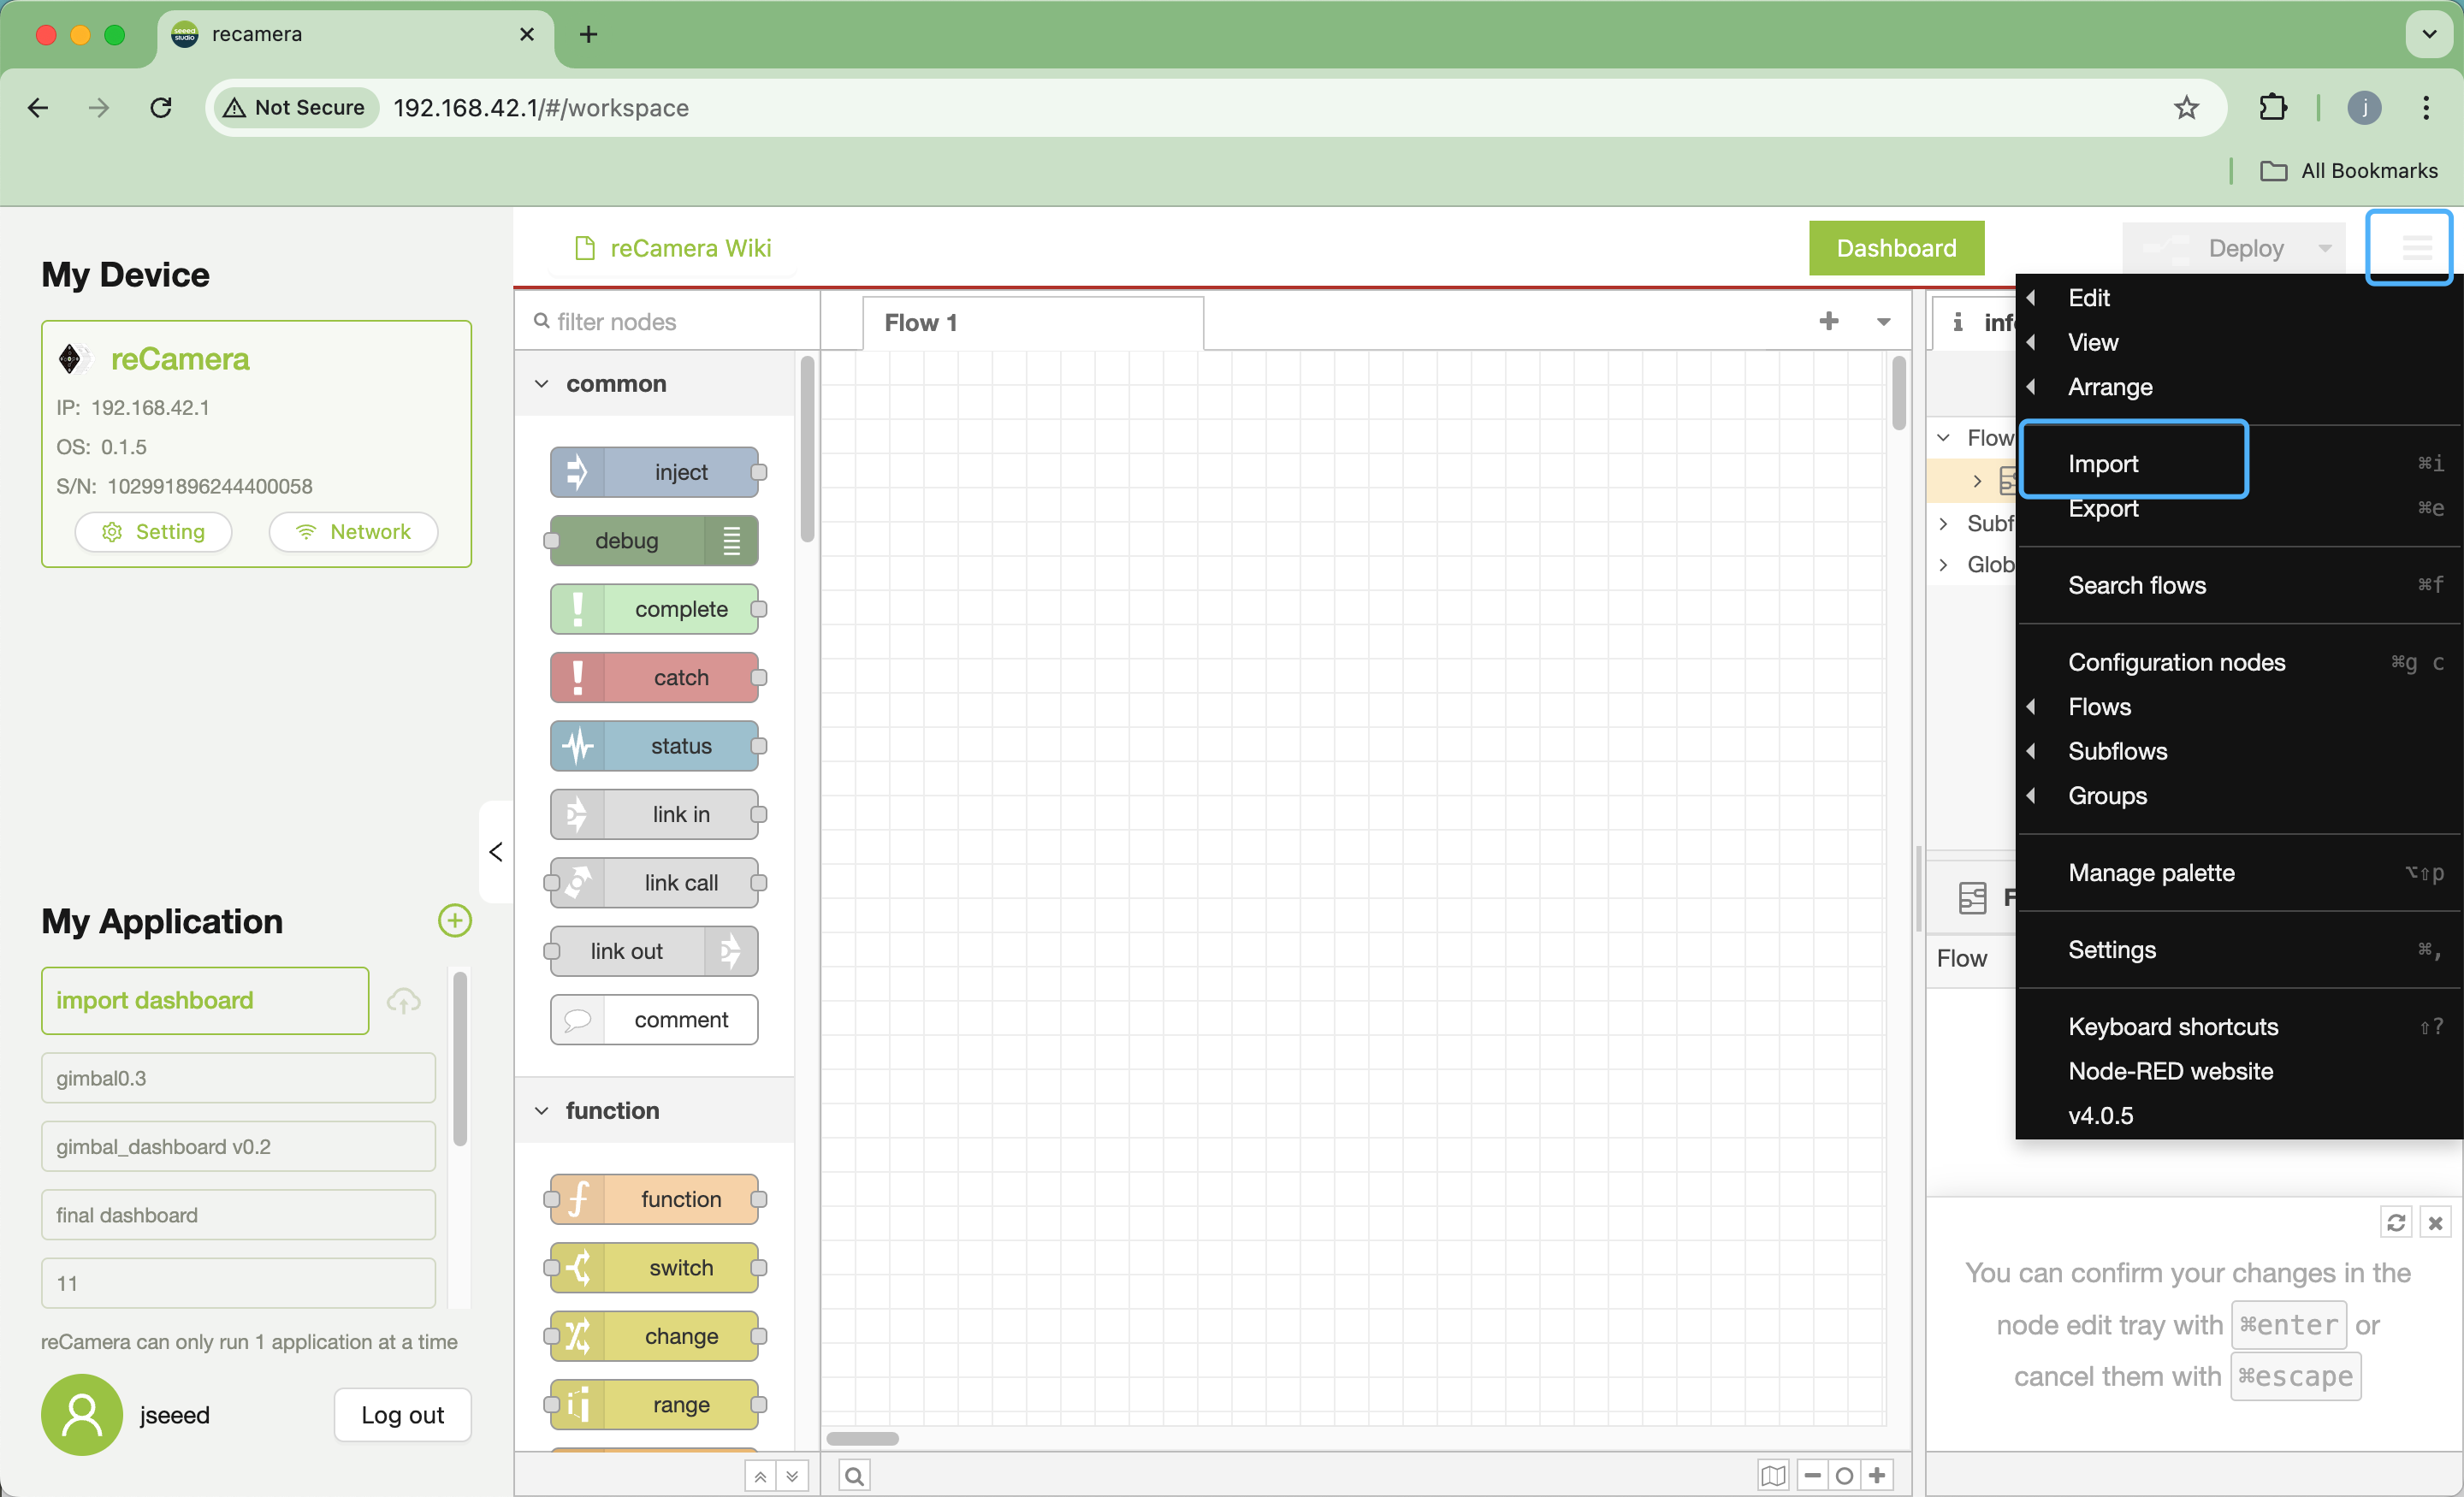 recamera
Not Secure
192.168.42.1/#/workspace
j
All Bookmarks
My Device
reCamera
IP: 192.168.42.1
OS: 0.1.5
S/N: 102991896244400058
Setting
Network
My Application
import dashboard
gimbal0.3
gimbal_dashboard v0.2
final dashboard
11
reCamera can only run 1 application at a time
jseeed
Log out
reCamera Wiki
Dashboard
Deploy
filter nodes
common
inject
debug
complete
catch
status
link in
link call
link out
comment
function
function
switch
change
range
Flow 1
i inf
Flow
Subf
Glob
F
Flow
Edit
View
Arrange
Import ⌘i
Export ⌘e
Search flows ⌘f
Configuration nodes ⌘g c
Flows
Subflows
Groups
Manage palette ⌥⇧p
Settings ⌘,
Keyboard shortcuts ⇧?
Node-RED website
v4.0.5
You can confirm your changes in the
node edit tray with ⌘enter or
cancel them with ⌘escape